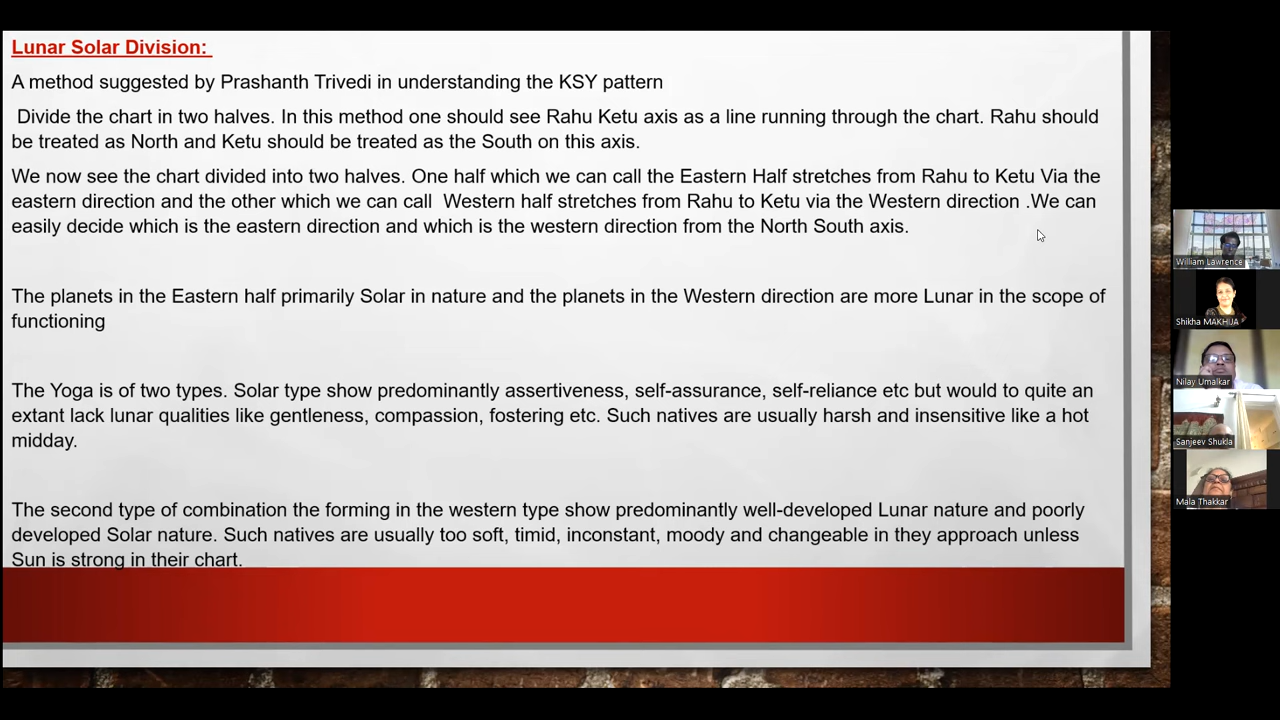 Lunar Solar Division:
A method suggested by Prashanth Trivedi in understanding the KSY pattern
Divide the chart in two halves. In this method one should see Rahu Ketu axis as a line running through the chart. Rahu should
be treated as North and Ketu should be treated as the South on this axis.
We now see the chart divided into two halves. One half which we can call the Eastern Half stretches from Rahu to Ketu Via the
eastern direction and the other which we can call  Western half stretches from Rahu to Ketu via the Western direction .We can
easily decide which is the eastern direction and which is the western direction from the North South axis.
The planets in the Eastern half primarily Solar in nature and the planets in the Western direction are more Lunar in the scope of
functioning
The Yoga is of two types. Solar type show predominantly assertiveness, self-assurance, self-reliance etc but would to quite an
extant lack lunar qualities like gentleness, compassion, fostering etc. Such natives are usually harsh and insensitive like a hot
midday.
The second type of combination the forming in the western type show predominantly well-developed Lunar nature and poorly
developed Solar nature. Such natives are usually too soft, timid, inconstant, moody and changeable in they approach unless
Sun is strong in their chart.
William Lawrence
Shikha MAKHIJA
Nilay Umalkar
Sanjeev Shukla
Mala Thakkar